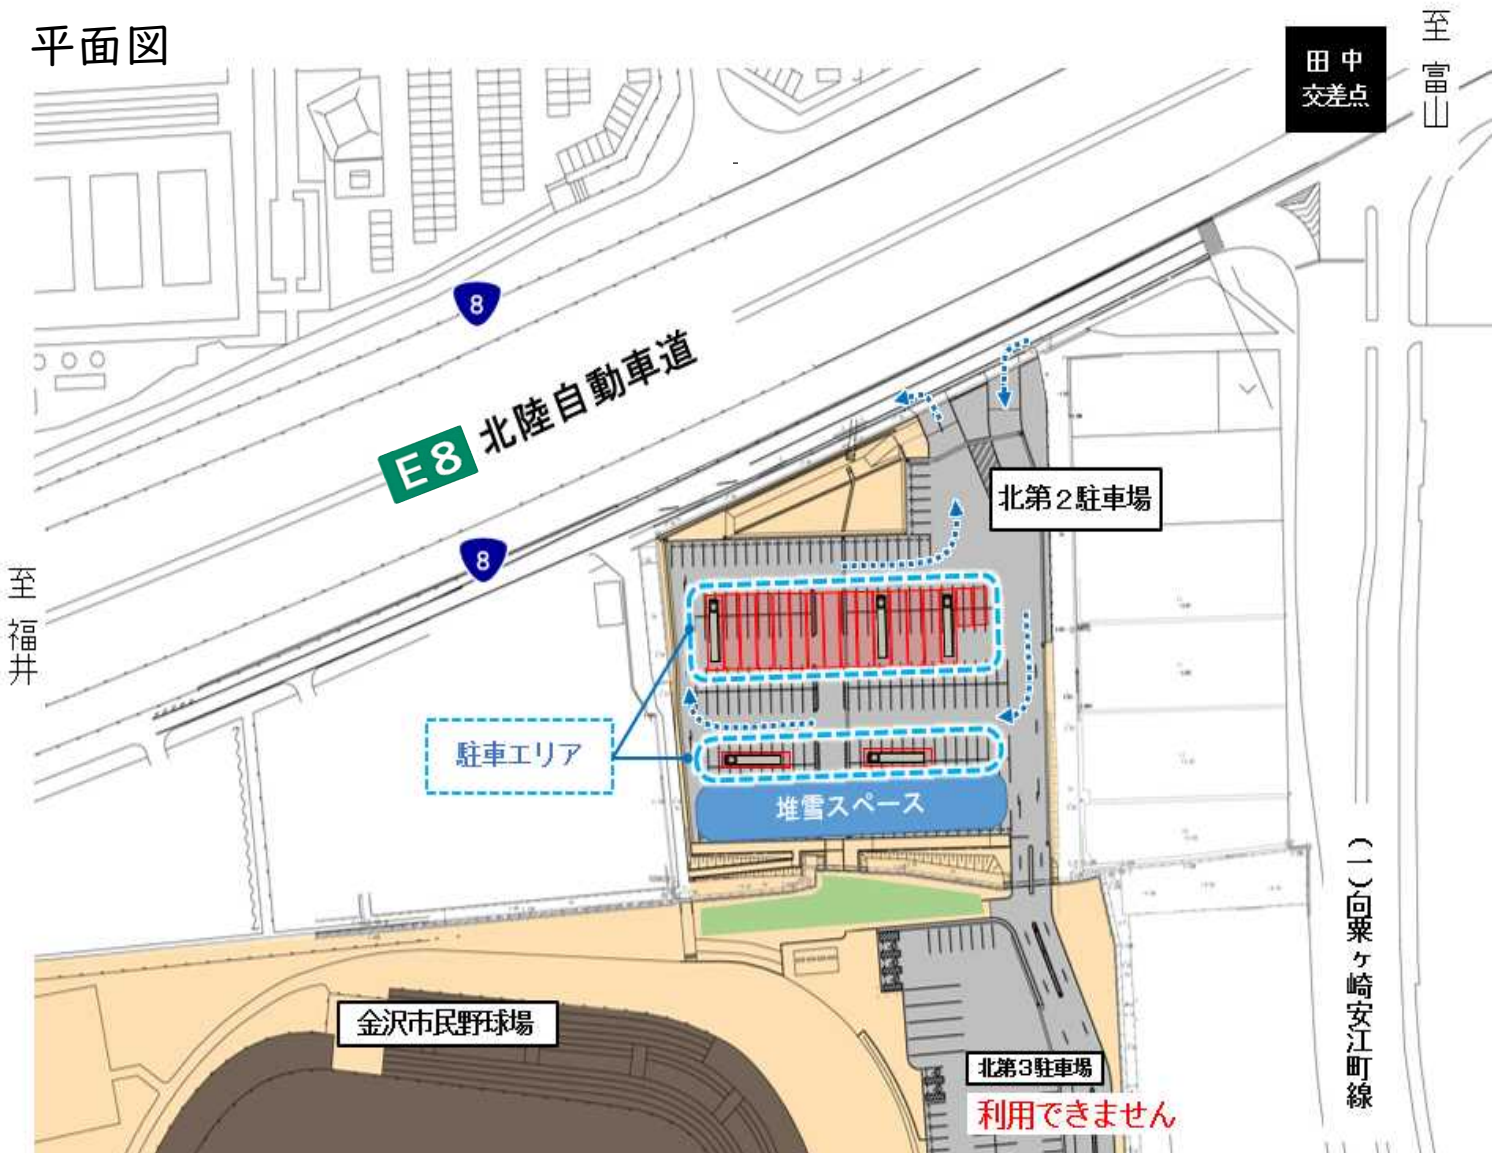 平面図
田中
交差点
至 富山
8
E8 北陸自動車道
8
至 福井
北第2駐車場
駐車エリア
堆雪スペース
(一)向粟ヶ崎安江町線
金沢市民野球場
北第3駐車場
利用できません